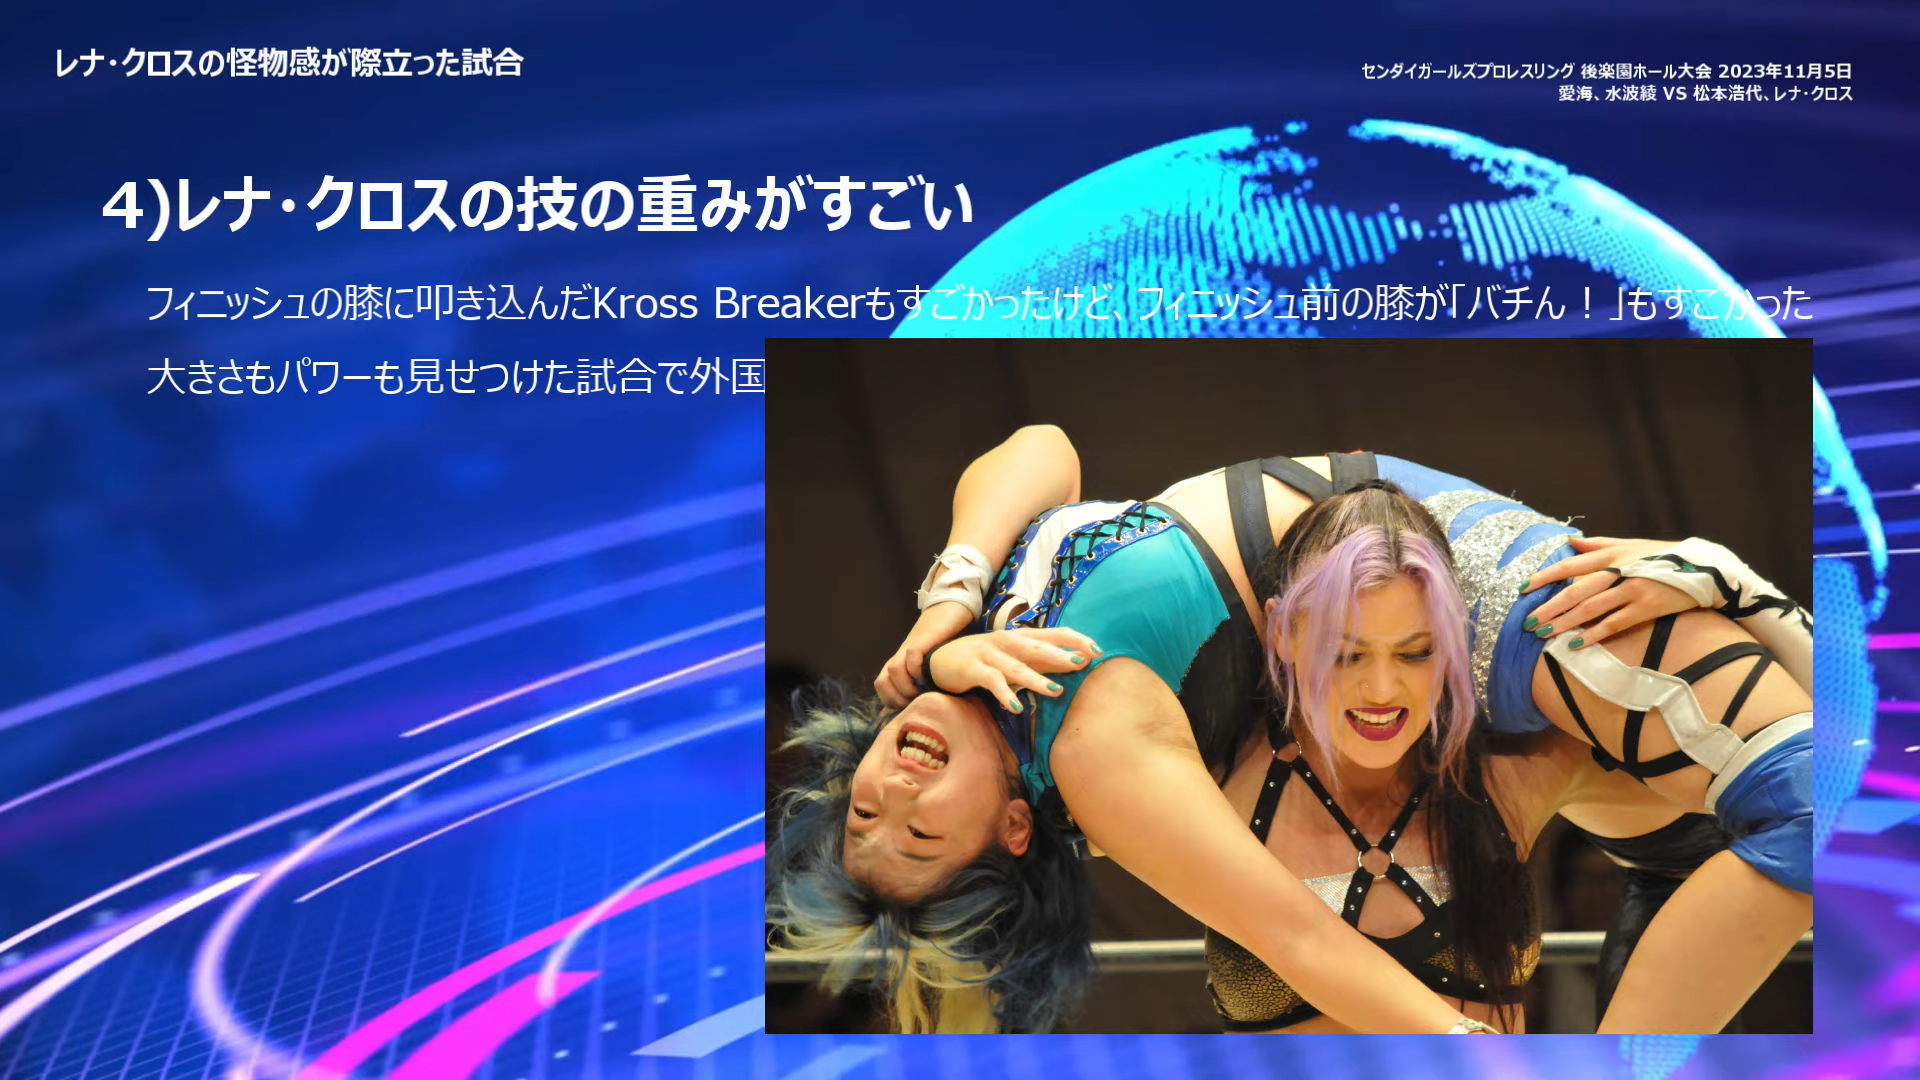 レナ・クロスの怪物感が際立った試合
センダイガールズプロレスリング 後楽園ホール大会 2023年11月5日
愛海、水波綾 VS 松本浩代、レナ・クロス
4)レナ・クロスの技の重みがすごい
フィニッシュの膝に叩き込んだKross Breakerもすごかったけど、フィニッシュ前の膝が「バチん！」もすごかった
大きさもパワーも見せつけた試合で外国